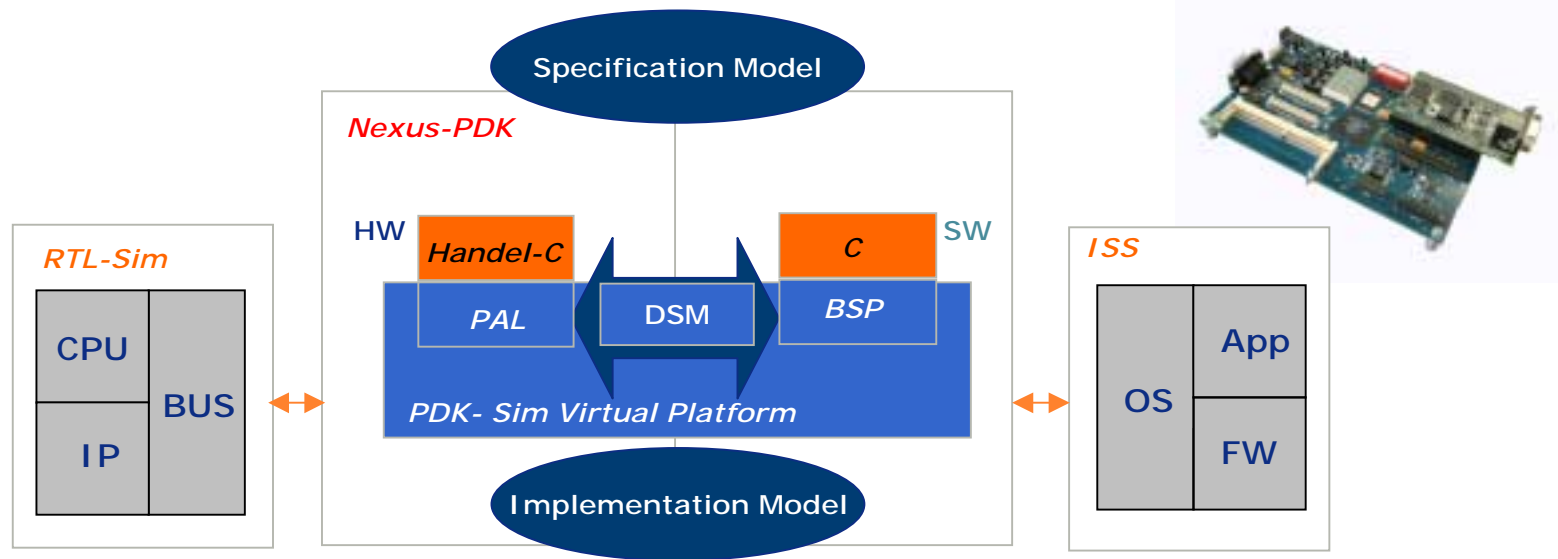 Specification Model
Nexus-PDK
HW
Handel-C
C
SW
PAL
DSM
BSP
PDK- Sim Virtual Platform
Implementation Model
RTL-Sim
CPU
BUS
IP
ISS
OS
App
FW